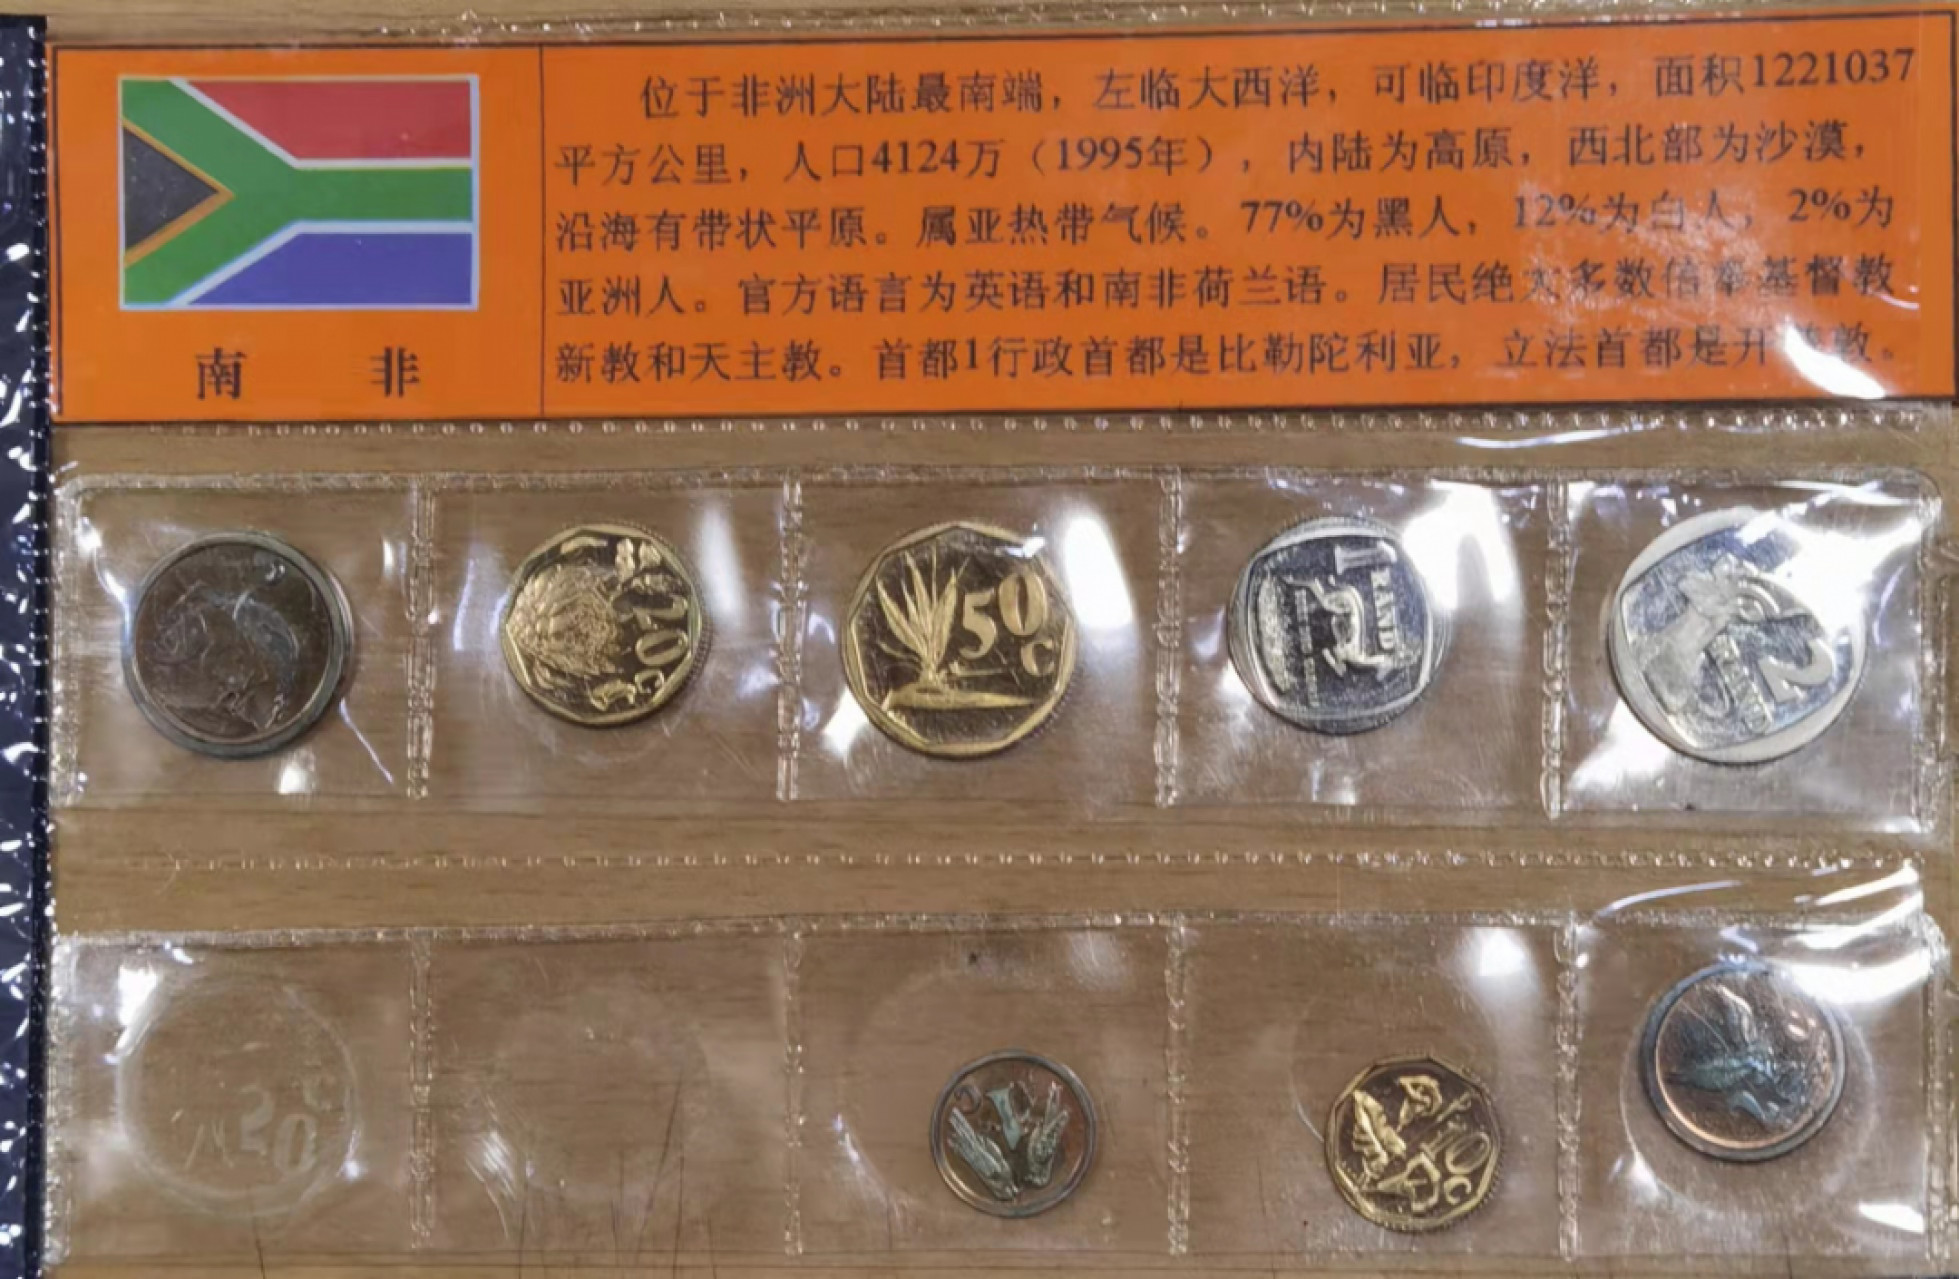 南 非
位于非洲大陆最南端，左临大西洋，可临印度洋，面积1221037
平方公里，人口4124万（1995年），内陆为高原，西北部为沙漠，
沿海有带状平原。属亚热带气候。77%为黑人，12%为白人，2%为
亚洲人。官方语言为英语和南非荷兰语。居民绝大多数信奉基督教
新教和天主教。首都1行政首都是比勒陀利亚，立法首都是开普敦。
5
20c
50c
1 RAND
2 RAND
50c
10c